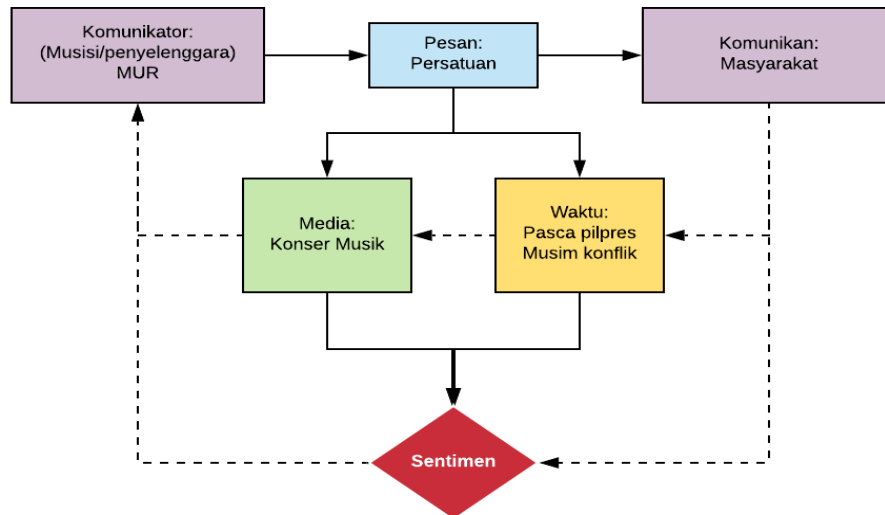 Komunikator:
(Musisi/penyelenggara)
MUR
Pesan:
Persatuan
Komunikan:
Masyarakat
Media:
Konser Musik
Waktu:
Pasca pilpres
Musim konflik
Sentimen